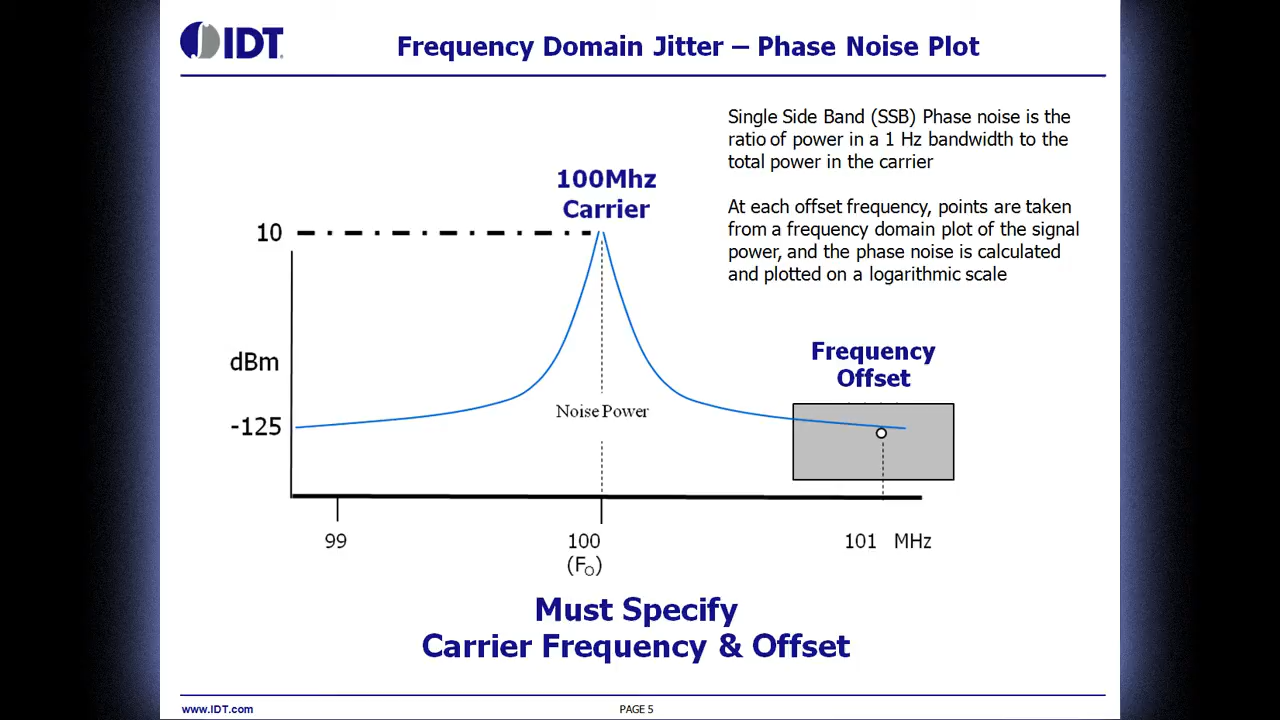 IDT
Frequency Domain Jitter – Phase Noise Plot
Single Side Band (SSB) Phase noise is the
ratio of power in a 1 Hz bandwidth to the
total power in the carrier
At each offset frequency, points are taken
from a frequency domain plot of the signal
power, and the phase noise is calculated
and plotted on a logarithmic scale
100Mhz
Carrier
10
dBm
-125
Noise Power
Frequency
Offset
99
100
(FO)
101 MHz
Must Specify
Carrier Frequency & Offset
www.IDT.com
PAGE 5